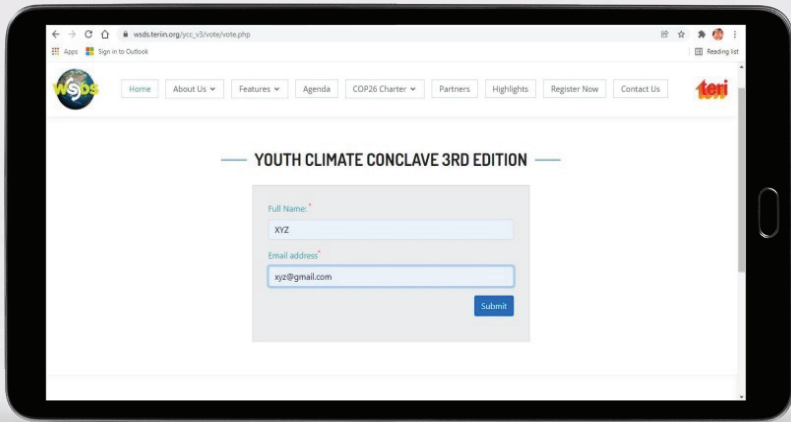 wsds.teriin.org/ycc_v3/vote/vote.php
Apps Sign in to Outlook Reading list
WSDS Home About Us Features Agenda COP26 Charter Partners Highlights Register Now Contact Us teri
YOUTH CLIMATE CONCLAVE 3RD EDITION
Full Name: *
XYZ
Email address*
xyz@gmail.com
Submit